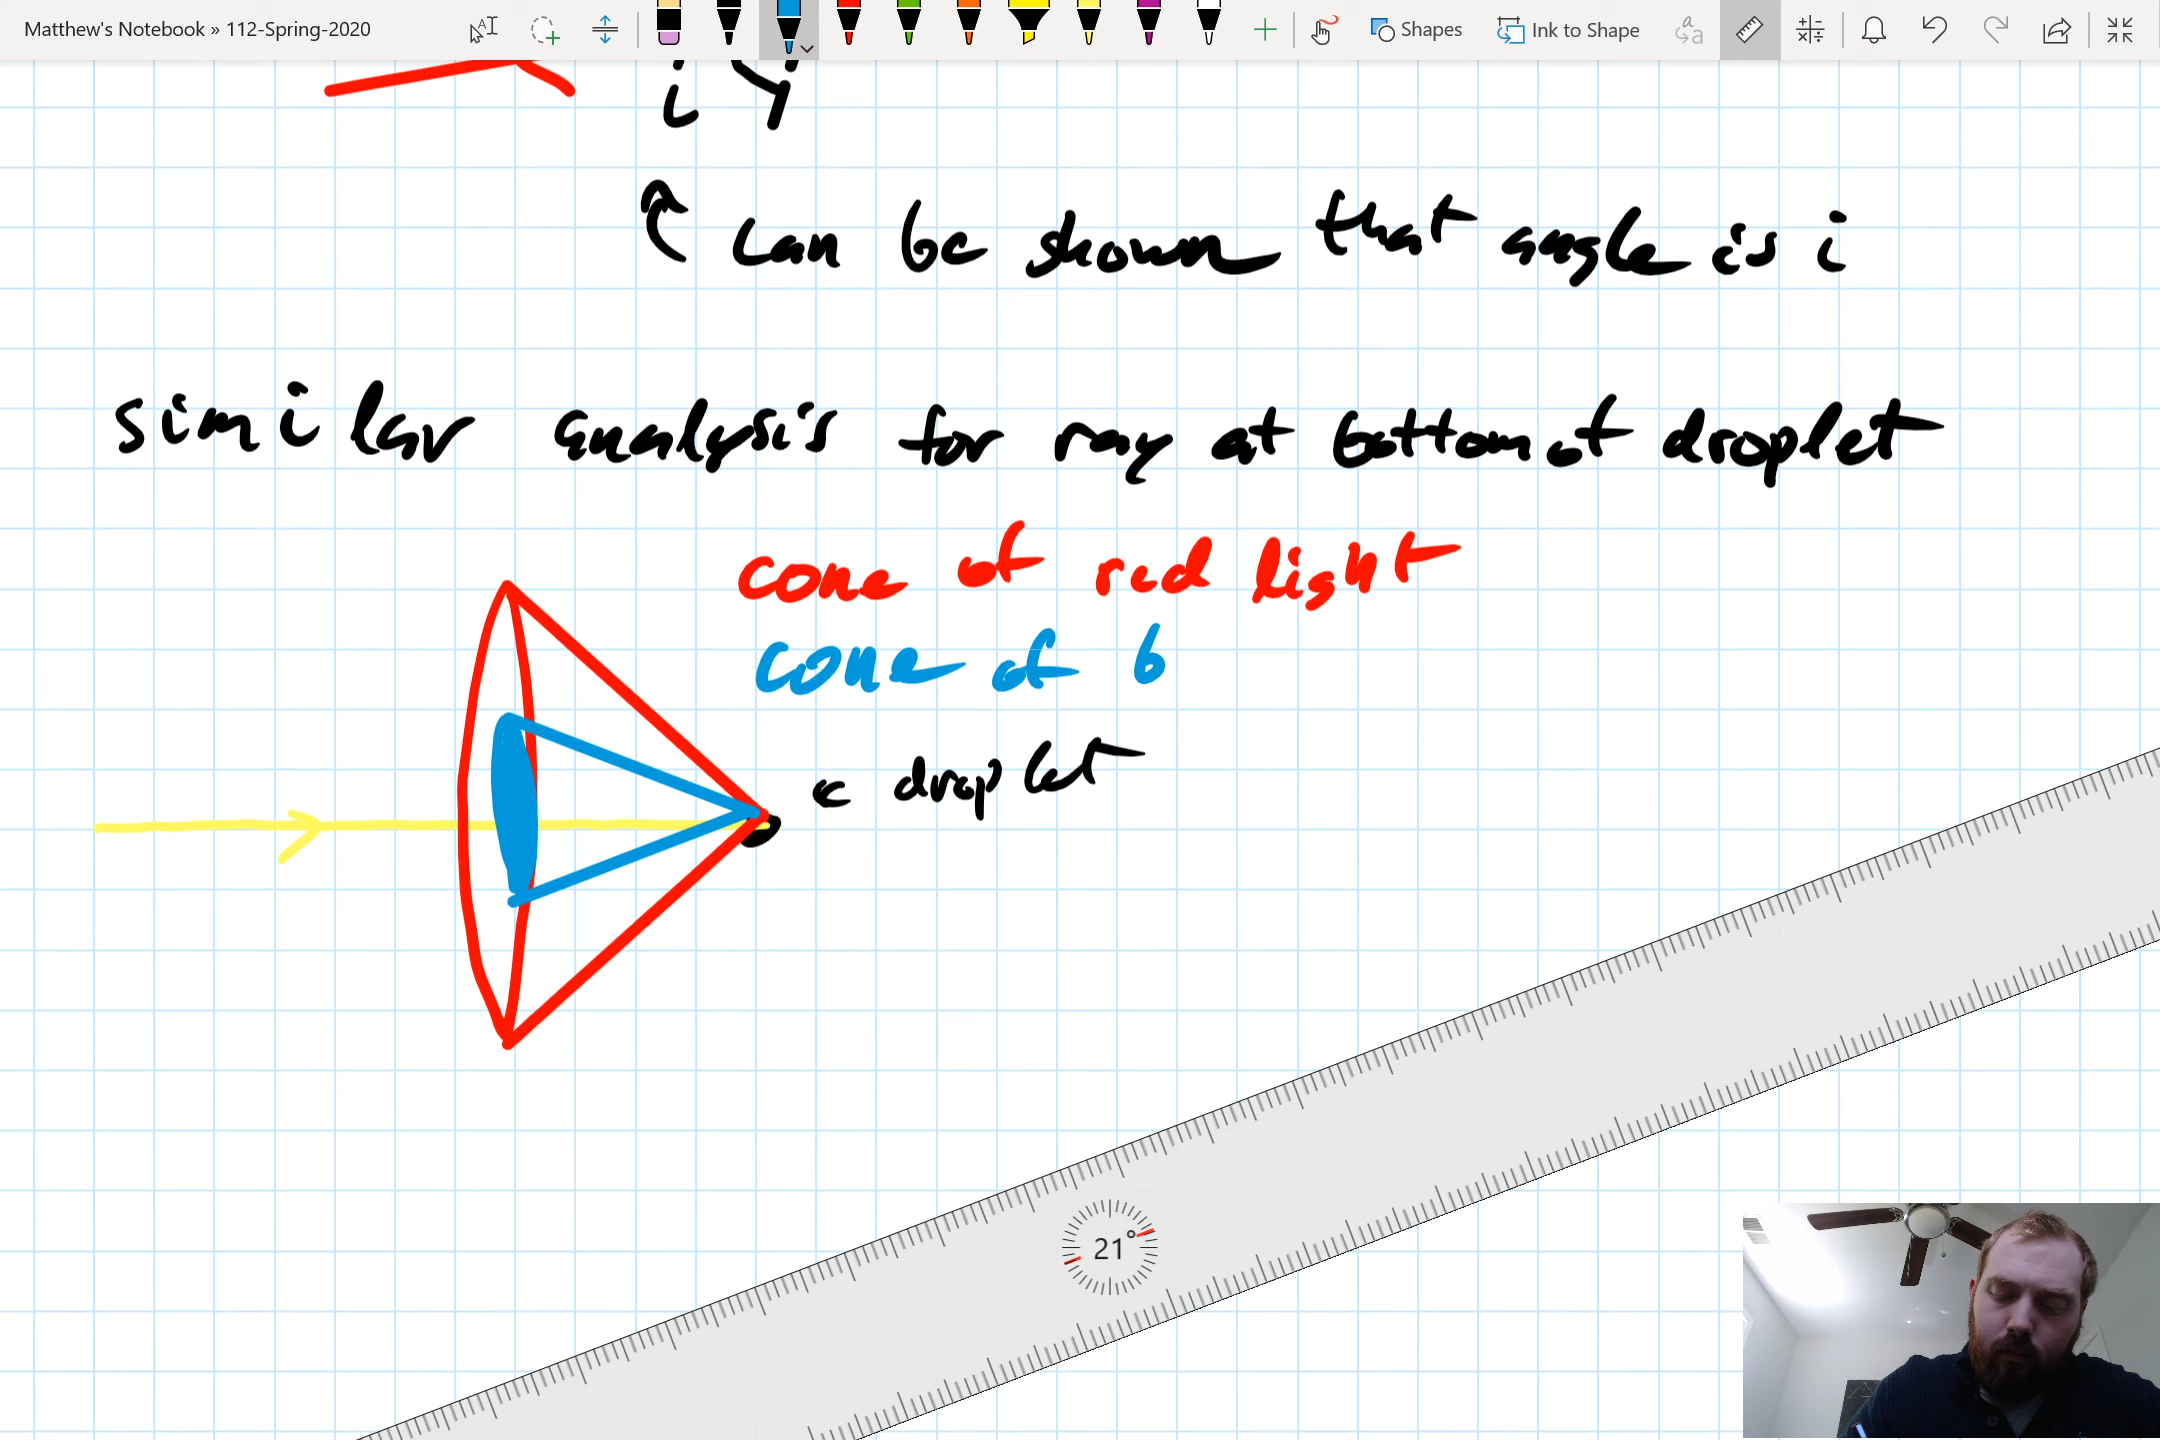 Matthew's Notebook » 112-Spring-2020
Shapes
Ink to Shape
i
can be shown that angle is i
similar analysis for ray at bottom of droplet
cone of red light
cone of b
droplet
21°